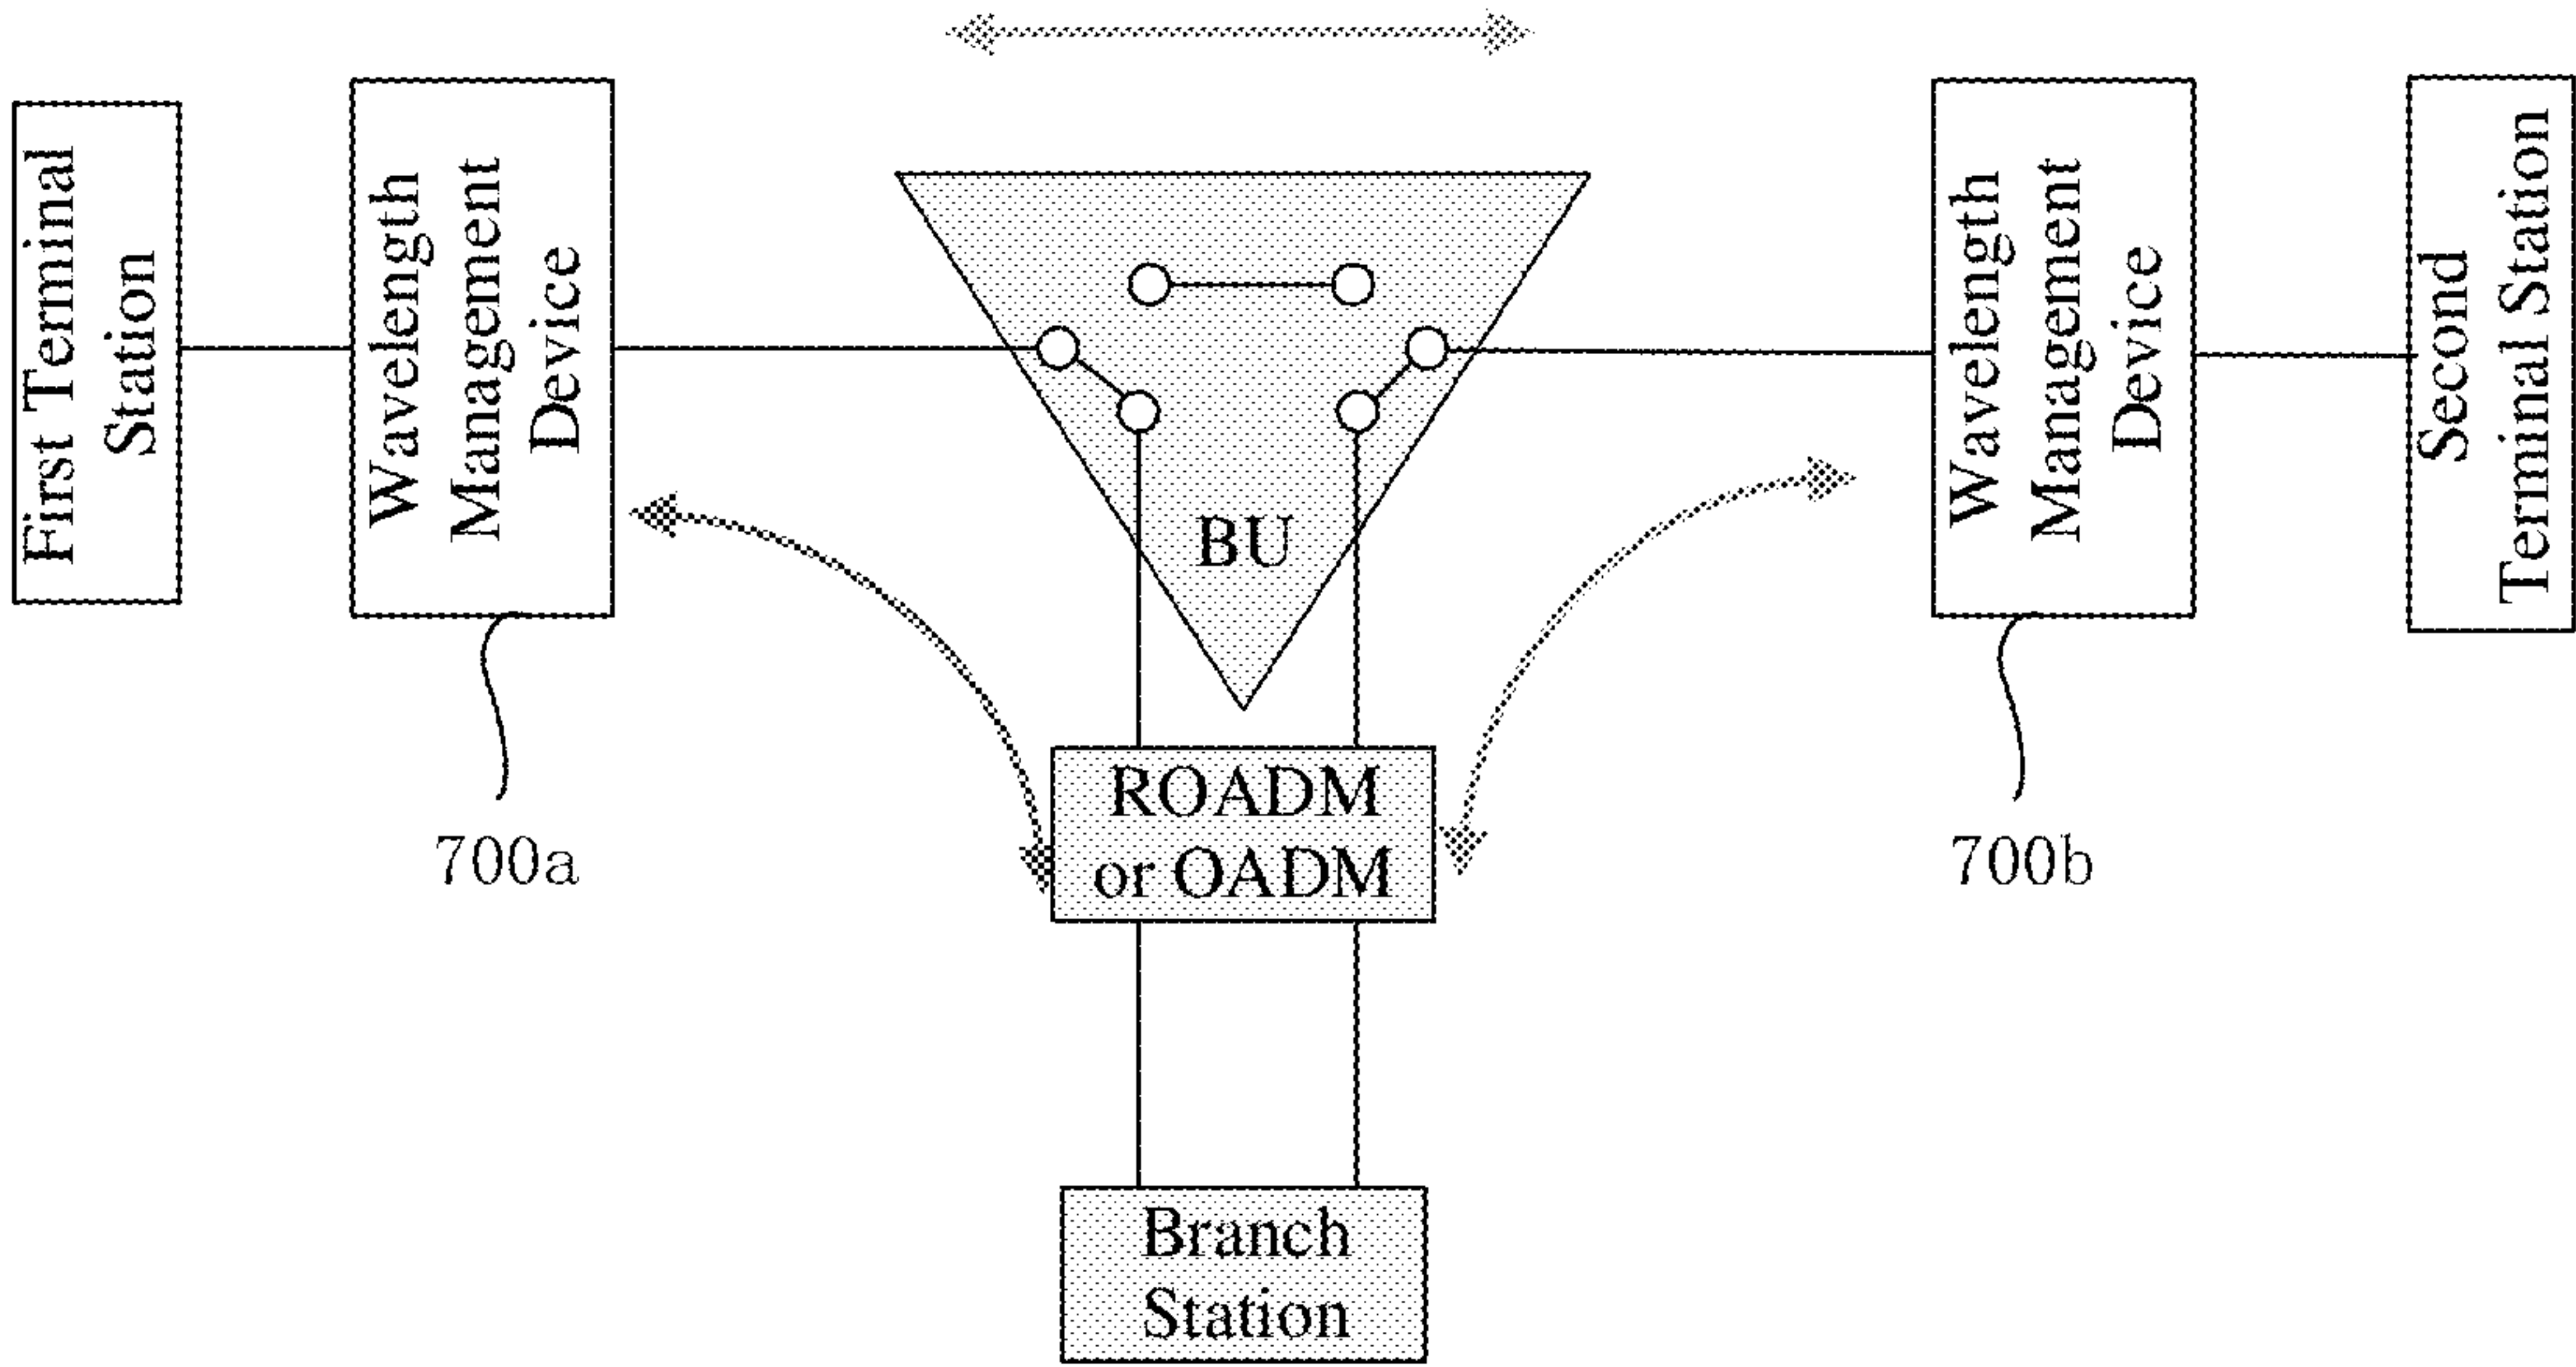 First Terminal
Station
Wavelength
Management
Device
BU
Wavelength
Management
Device
Second
Terminal Station
700a
ROADM
or OADM
700b
Branch
Station